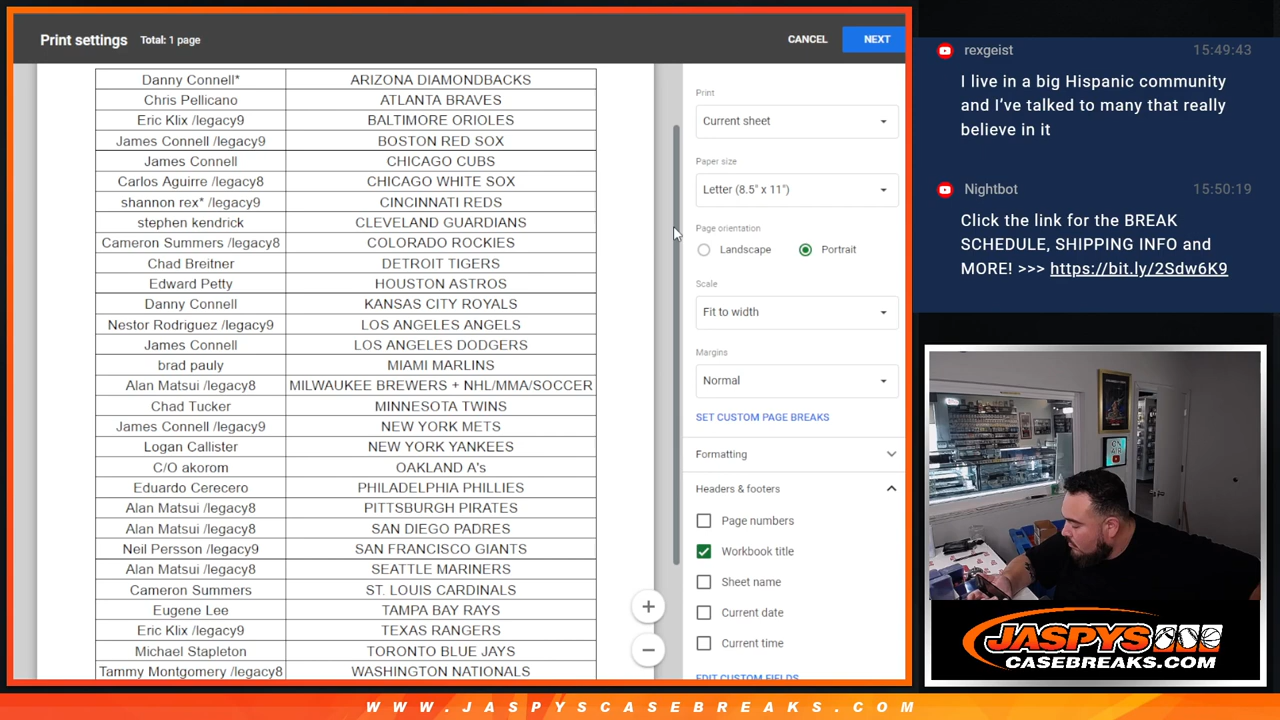 Print settings
Total: 1 page
CANCEL
NEXT
Danny Connell* ARIZONA DIAMONDBACKS
Chris Pellicano ATLANTA BRAVES
Eric Klix /legacy9 BALTIMORE ORIOLES
James Connell /legacy9 BOSTON RED SOX
James Connell CHICAGO CUBS
Carlos Aguirre /legacy8 CHICAGO WHITE SOX
shannon rex* /legacy9 CINCINNATI REDS
stephen kendrick CLEVELAND GUARDIANS
Cameron Summers /legacy8 COLORADO ROCKIES
Chad Breitner DETROIT TIGERS
Edward Petty HOUSTON ASTROS
Danny Connell KANSAS CITY ROYALS
Nestor Rodriguez /legacy9 LOS ANGELES ANGELS
James Connell LOS ANGELES DODGERS
brad pauly MIAMI MARLINS
Alan Matsui /legacy8 MILWAUKEE BREWERS + NHL/MMA/SOCCER
Chad Tucker MINNESOTA TWINS
James Connell /legacy9 NEW YORK METS
Logan Callister NEW YORK YANKEES
C/O akorom OAKLAND A's
Eduardo Cerecero PHILADELPHIA PHILLIES
Alan Matsui /legacy8 PITTSBURGH PIRATES
Alan Matsui /legacy8 SAN DIEGO PADRES
Neil Persson /legacy9 SAN FRANCISCO GIANTS
Alan Matsui /legacy8 SEATTLE MARINERS
Cameron Summers ST. LOUIS CARDINALS
Eugene Lee TAMPA BAY RAYS
Eric Klix /legacy9 TEXAS RANGERS
Michael Stapleton TORONTO BLUE JAYS
Tammy Montgomery /legacy8 WASHINGTON NATIONALS
Print
Current sheet
Paper size
Letter (8.5" x 11")
Page orientation
Landscape
Portrait
Scale
Fit to width
Margins
Normal
SET CUSTOM PAGE BREAKS
Formatting
Headers & footers
Page numbers
Workbook title
Sheet name
Current date
Current time
EDIT CUSTOM FIELDS
rexgeist 15:49:43
I live in a big Hispanic community
and I've talked to many that really
believe in it
Nightbot 15:50:19
Click the link for the BREAK
SCHEDULE, SHIPPING INFO and
MORE! >>> https://bit.ly/2Sdw6K9
ON
AIR
JASPYS
CASEBREAKS.COM
WWW.JASPYSCASEBREAKS.COM